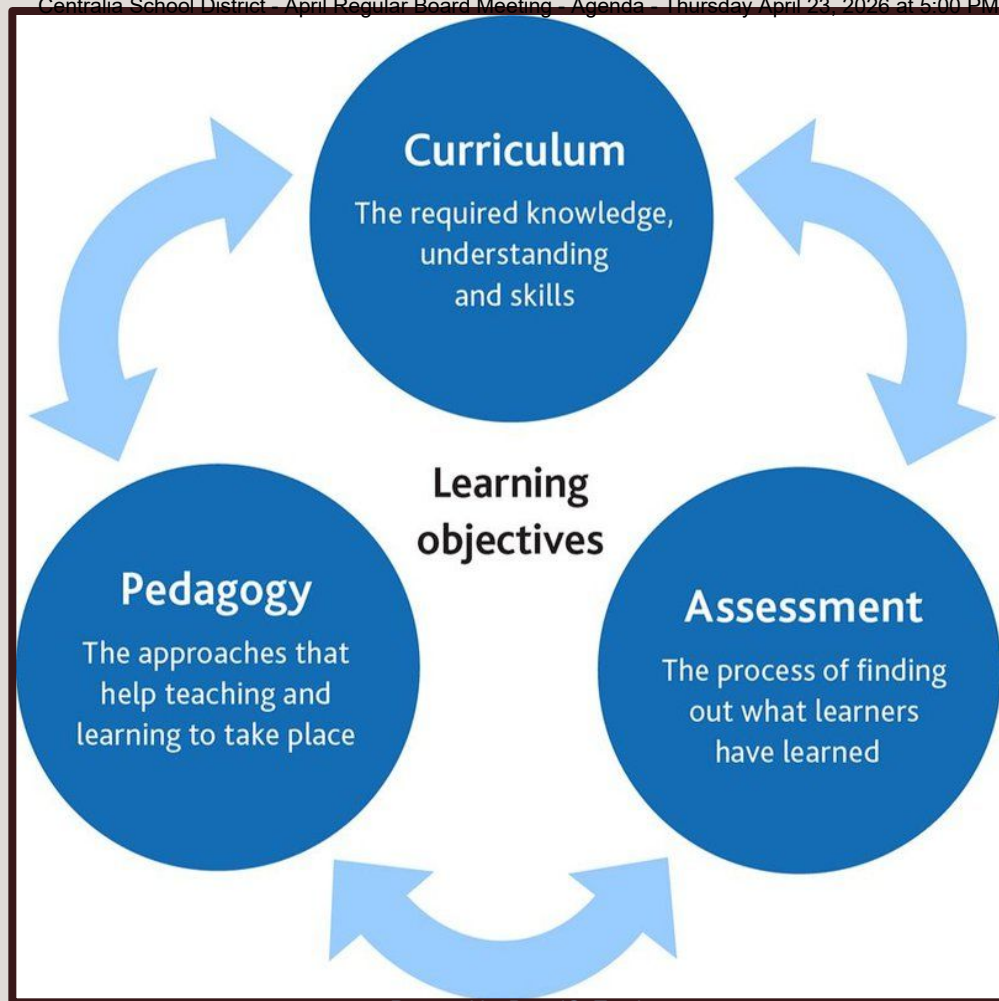 Centralia School District - April Regular Board Meeting - Agenda - Thursday April 23, 2026 at 5:00 PM
Curriculum
The required knowledge,
understanding
and skills
Learning
objectives
Pedagogy
The approaches that
help teaching and
learning to take place
Assessment
The process of finding
out what learners
have learned